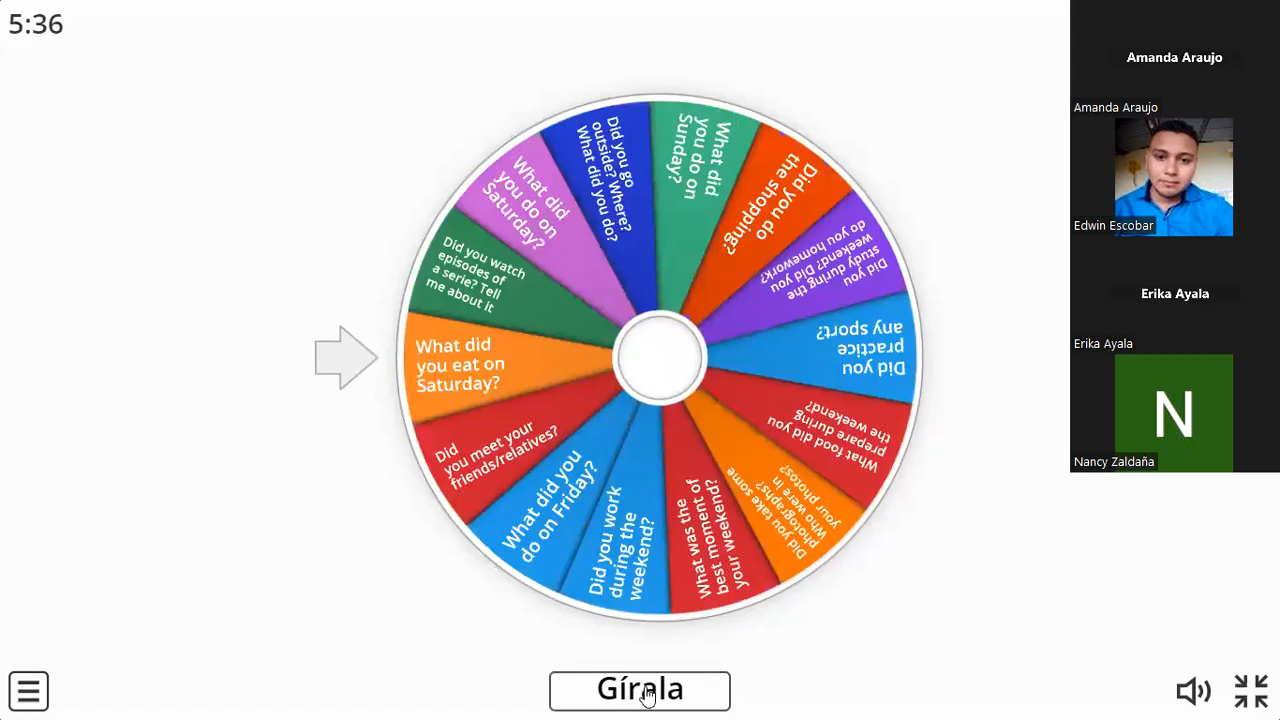 5:36
What did
you do on
Sunday?
Did you do
the shopping?
Did you
study during the
weekend? Did you
do you homework?
Did you
practice
any sport?
What food did you
prepare during
the weekend?
Did you take some
photographs?
Who were in
your photos?
What was the
best moment of
your weekend?
Did you work
during the
weekend?
What did you
do on Friday?
Did
you meet your
friends/relatives?
What did
you eat on
Saturday?
Did you watch
episodes of
a serie? Tell
me about it
What did
you do on
Saturday?
Did you go
outside? Where?
What did you do?
Gírala
Amanda Araujo
Amanda Araujo
Edwin Escobar
Erika Ayala
Erika Ayala
N
Nancy Zaldaña